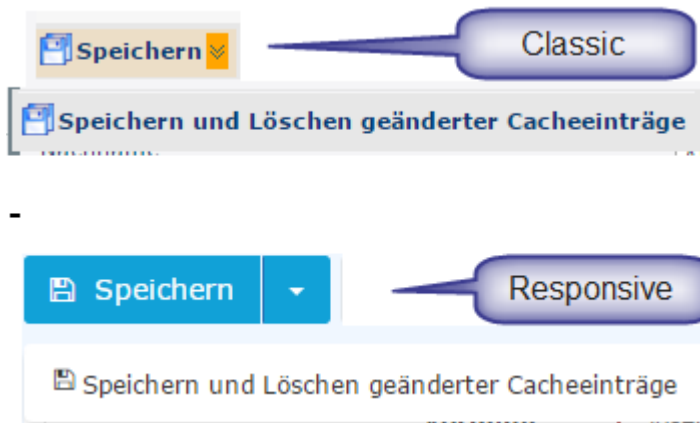 Speichern
Classic
Speichern und Löschen geänderter Cacheeinträge
-
Speichern
Responsive
Speichern und Löschen geänderter Cacheeinträge